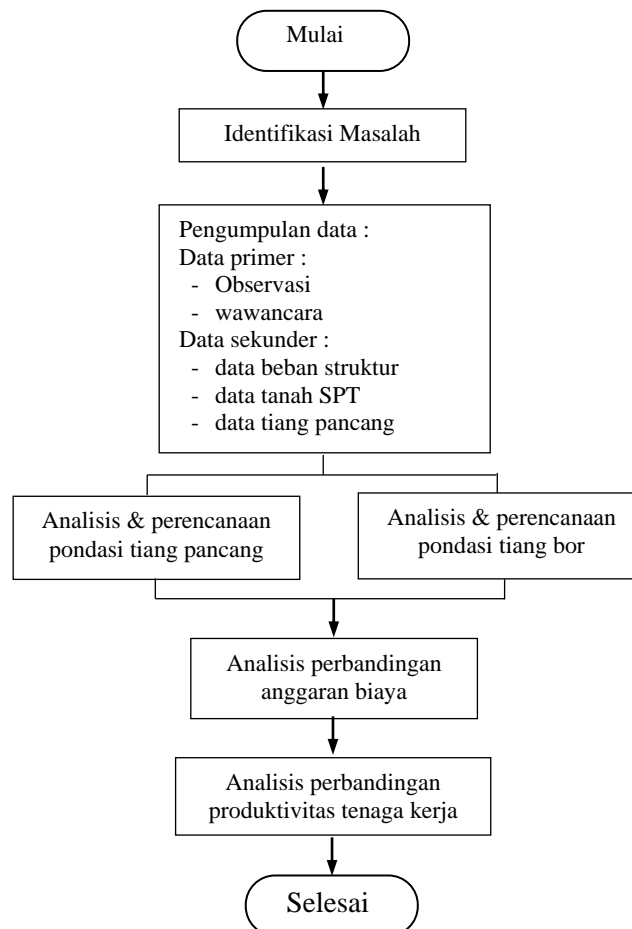 Mulai
Identifikasi Masalah
Pengumpulan data :
Data primer :
- Observasi
- wawancara
Data sekunder :
- data beban struktur
- data tanah SPT
- data tiang pancang
Analisis & perencanaan
pondasi tiang pancang
Analisis & perencanaan
pondasi tiang bor
Analisis perbandingan
anggaran biaya
Analisis perbandingan
produktivitas tenaga kerja
Selesai